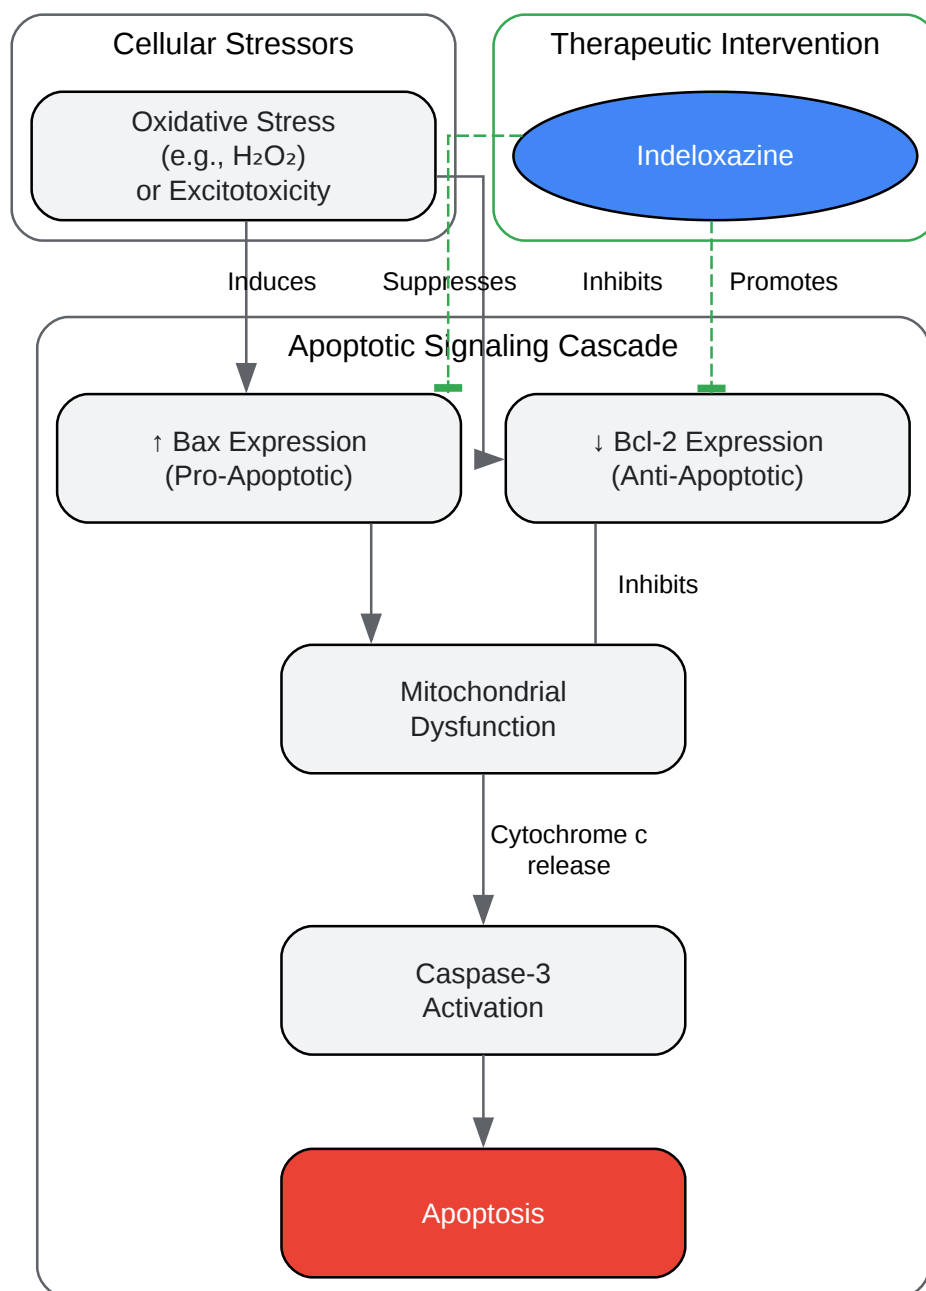 Cellular Stressors
Therapeutic Intervention
Oxidative Stress
(e.g., H₂O₂)
or Excitotoxicity
Indeloxazine
Induces
Suppresses
Inhibits
Promotes
Apoptotic Signaling Cascade
↑ Bax Expression
(Pro-Apoptotic)
↓ Bcl-2 Expression
(Anti-Apoptotic)
Inhibits
Mitochondrial
Dysfunction
Cytochrome c
release
Caspase-3
Activation
Apoptosis